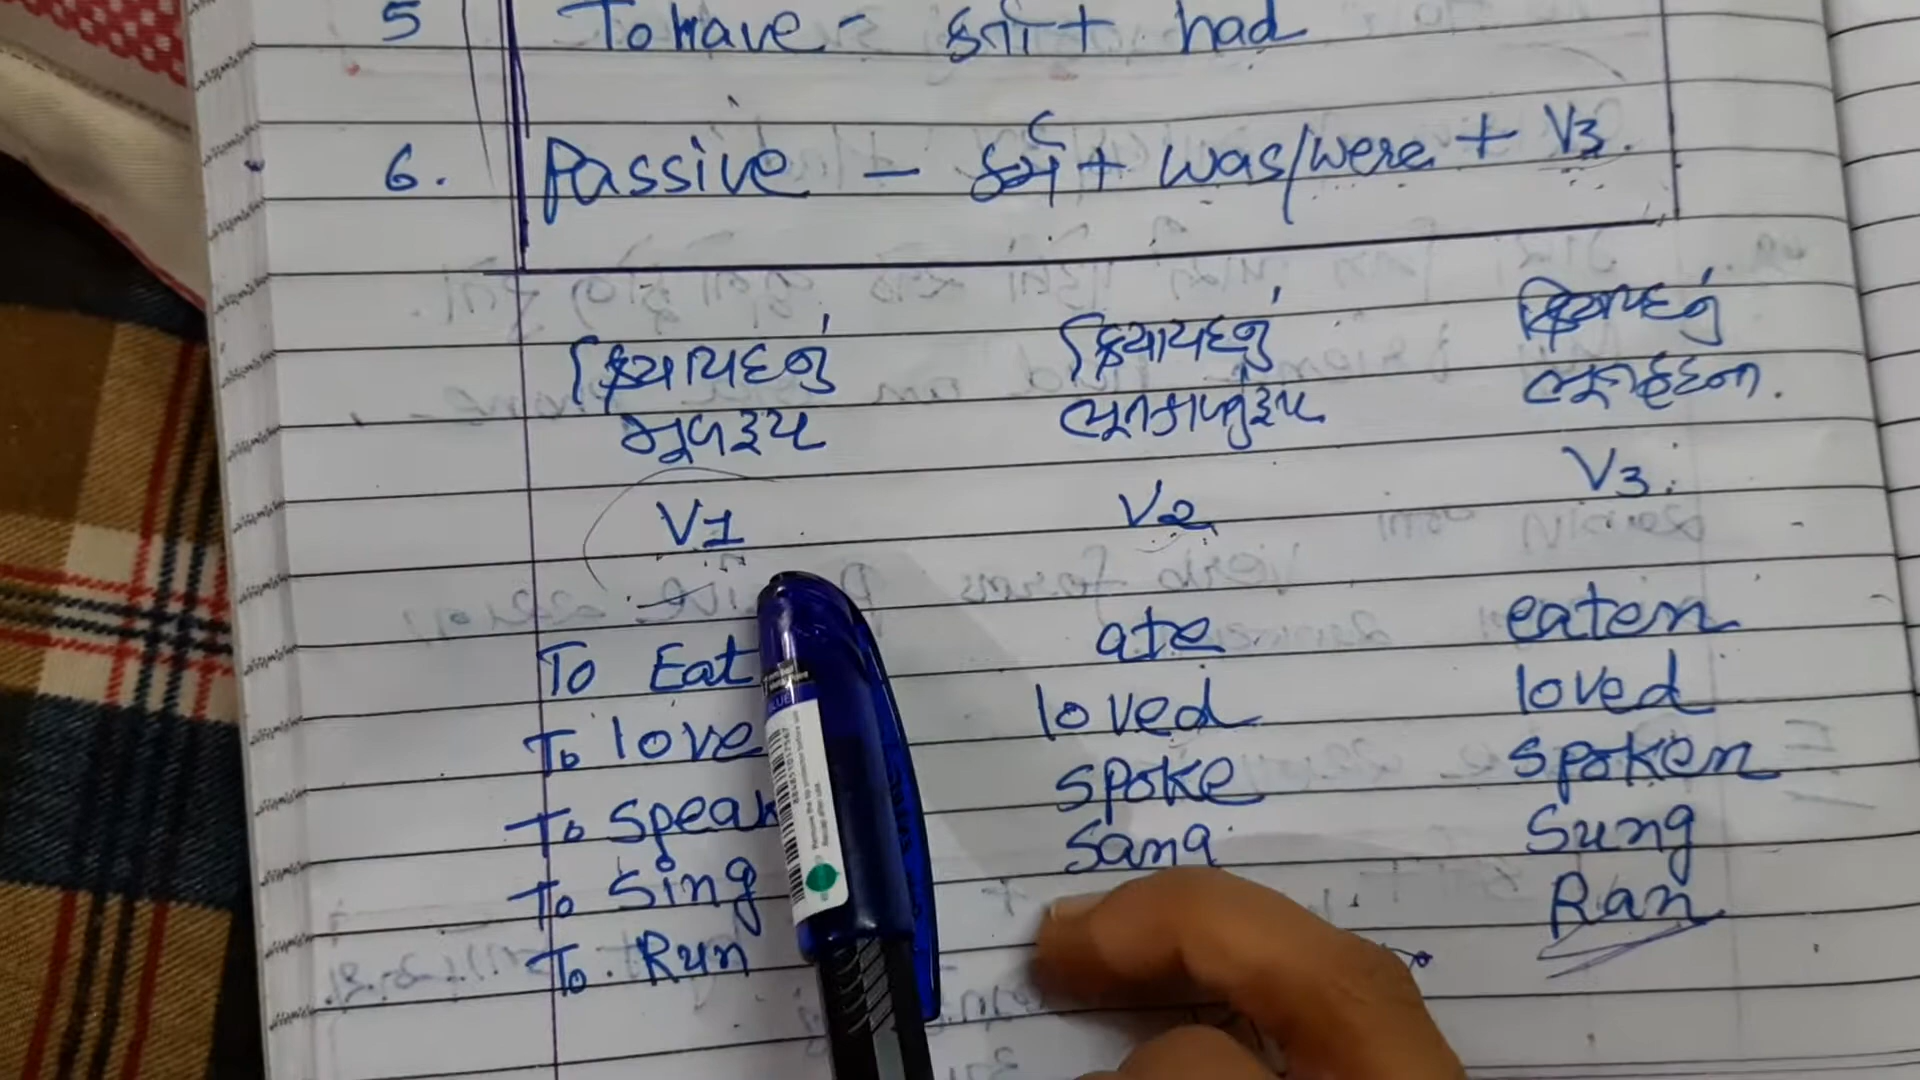 5 To Have - કર્તા + had
6. Passive - કર્મ + was/were + V3.
ક્રિયાપદનું ક્રિયાપદનું ક્રિયાપદનું
મૂળરૂપ ભૂતકાળનું રૂપ ભૂતકૃદંત.
V1 V2 V3.
To Eat ate eaten
To love loved loved
To speak spoke spoken
To sing sang sung
To Run Ran